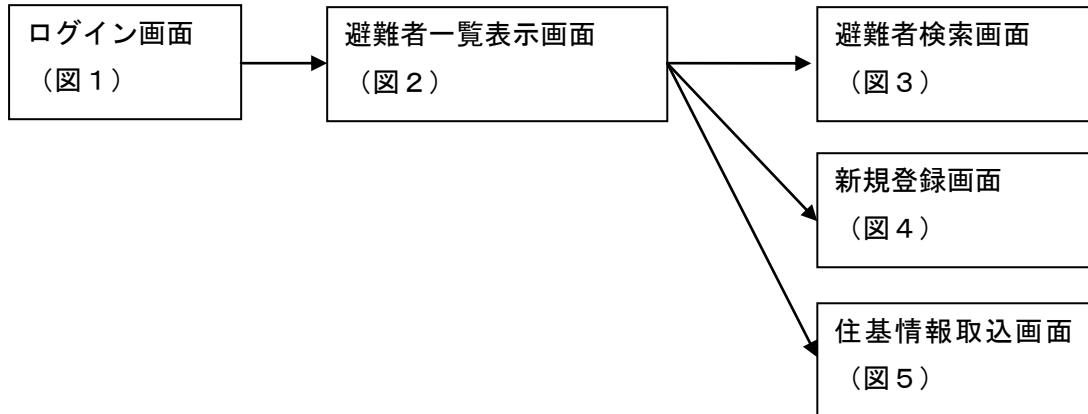 ログイン画面
（図１）
避難者一覧表示画面
（図２）
避難者検索画面
（図３）
新規登録画面
（図４）
住基情報取込画面
（図５）